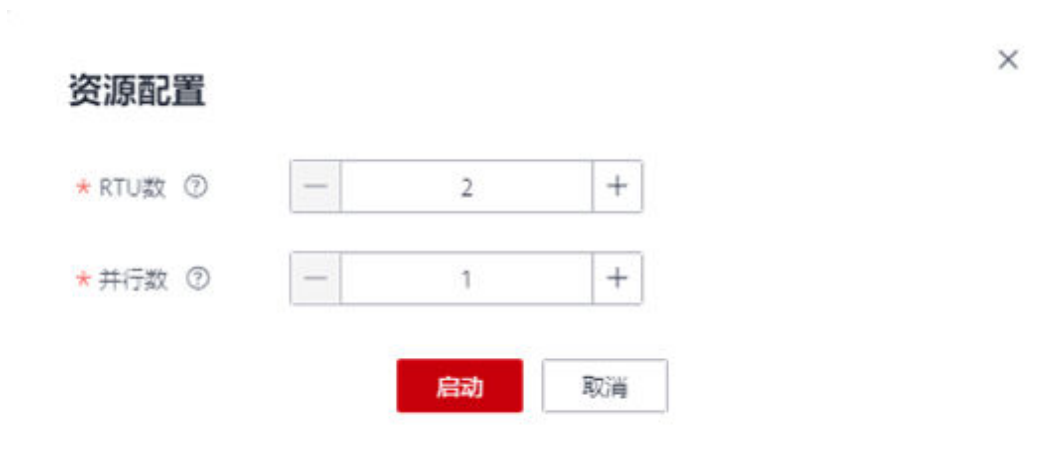 资源配置
* RTU数 ?
— 2 +
* 并行数 ?
— 1 +
启动 取消